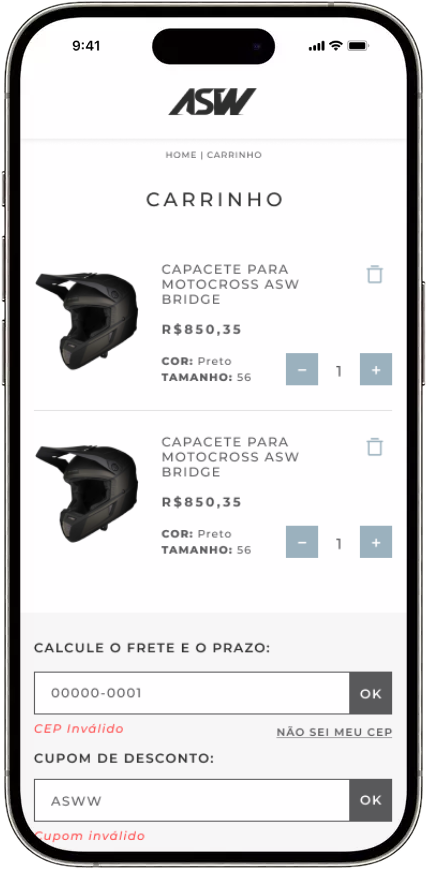 9:41
ASW
HOME | CARRINHO
CARRINHO
CAPACETE PARA
MOTOCROSS ASW
BRIDGE
R$850,35
COR: Preto
TAMANHO: 56
− 1 +
CAPACETE PARA
MOTOCROSS ASW
BRIDGE
R$850,35
COR: Preto
TAMANHO: 56
− 1 +
CALCULE O FRETE E O PRAZO:
00000-0001 OK
CEP Inválido NÃO SEI MEU CEP
CUPOM DE DESCONTO:
ASWW OK
Cupom inválido